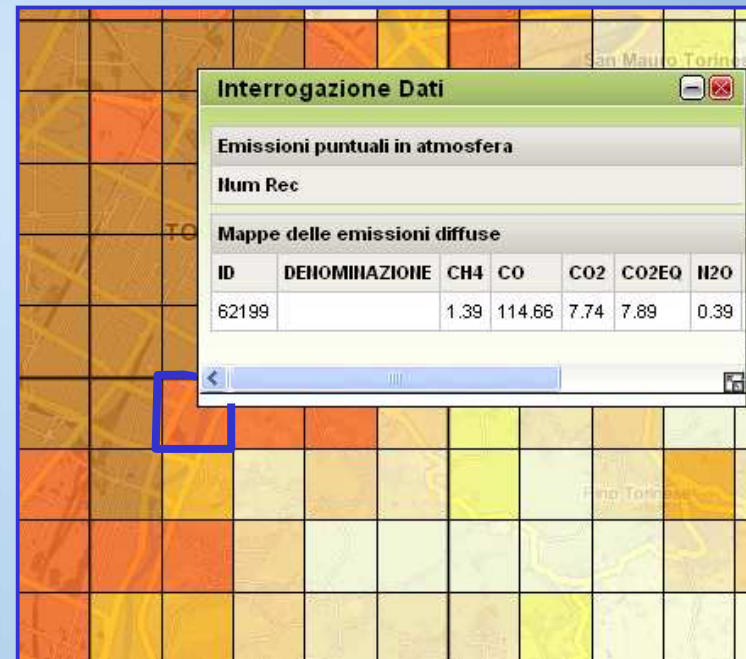 San Mauro Torinese
Interrogazione Dati
Emissioni puntuali in atmosfera
Num Rec
TO
Mappe delle emissioni diffuse
ID DENOMINAZIONE CH4 CO CO2 CO2EQ N2O
62199 1.39 114.66 7.74 7.89 0.39
Pino Torinese